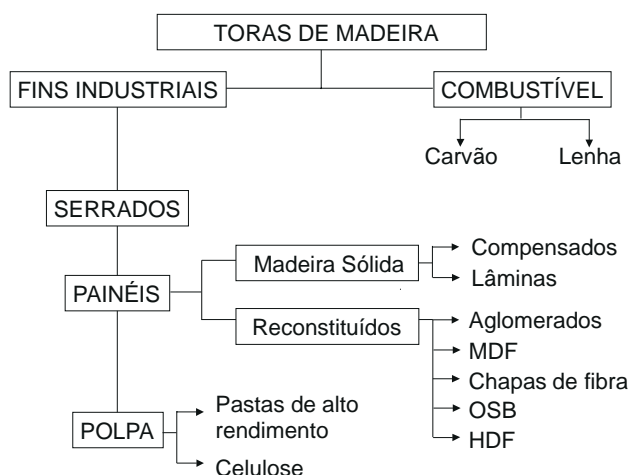 TORAS DE MADEIRA
FINS INDUSTRIAIS
COMBUSTÍVEL
Carvão
Lenha
SERRADOS
PAINÉIS
Madeira Sólida
Compensados
Lâminas
Reconstituídos
Aglomerados
MDF
Chapas de fibra
OSB
HDF
POLPA
Pastas de alto
rendimento
Celulose